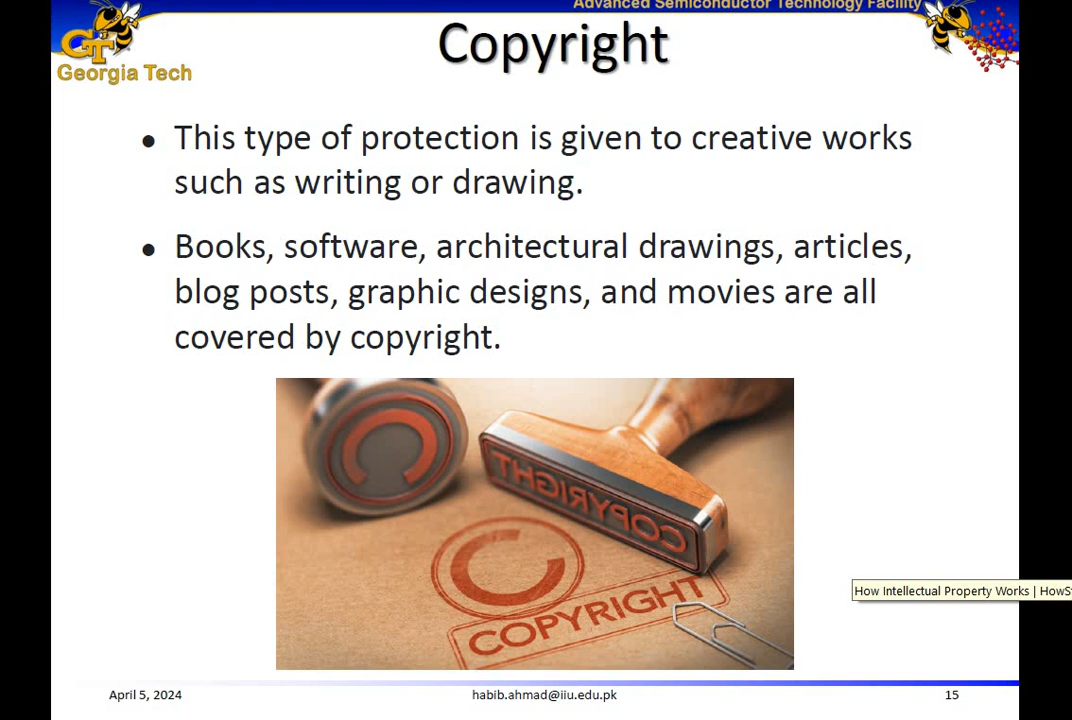 Advanced Semiconductor Technology Facility
GT
Georgia Tech
Copyright
This type of protection is given to creative works
such as writing or drawing.
Books, software, architectural drawings, articles,
blog posts, graphic designs, and movies are all
covered by copyright.
C
COPYRIGHT
C
COPYRIGHT
How Intellectual Property Works | HowSt
April 5, 2024
habib.ahmad@iiu.edu.pk
15